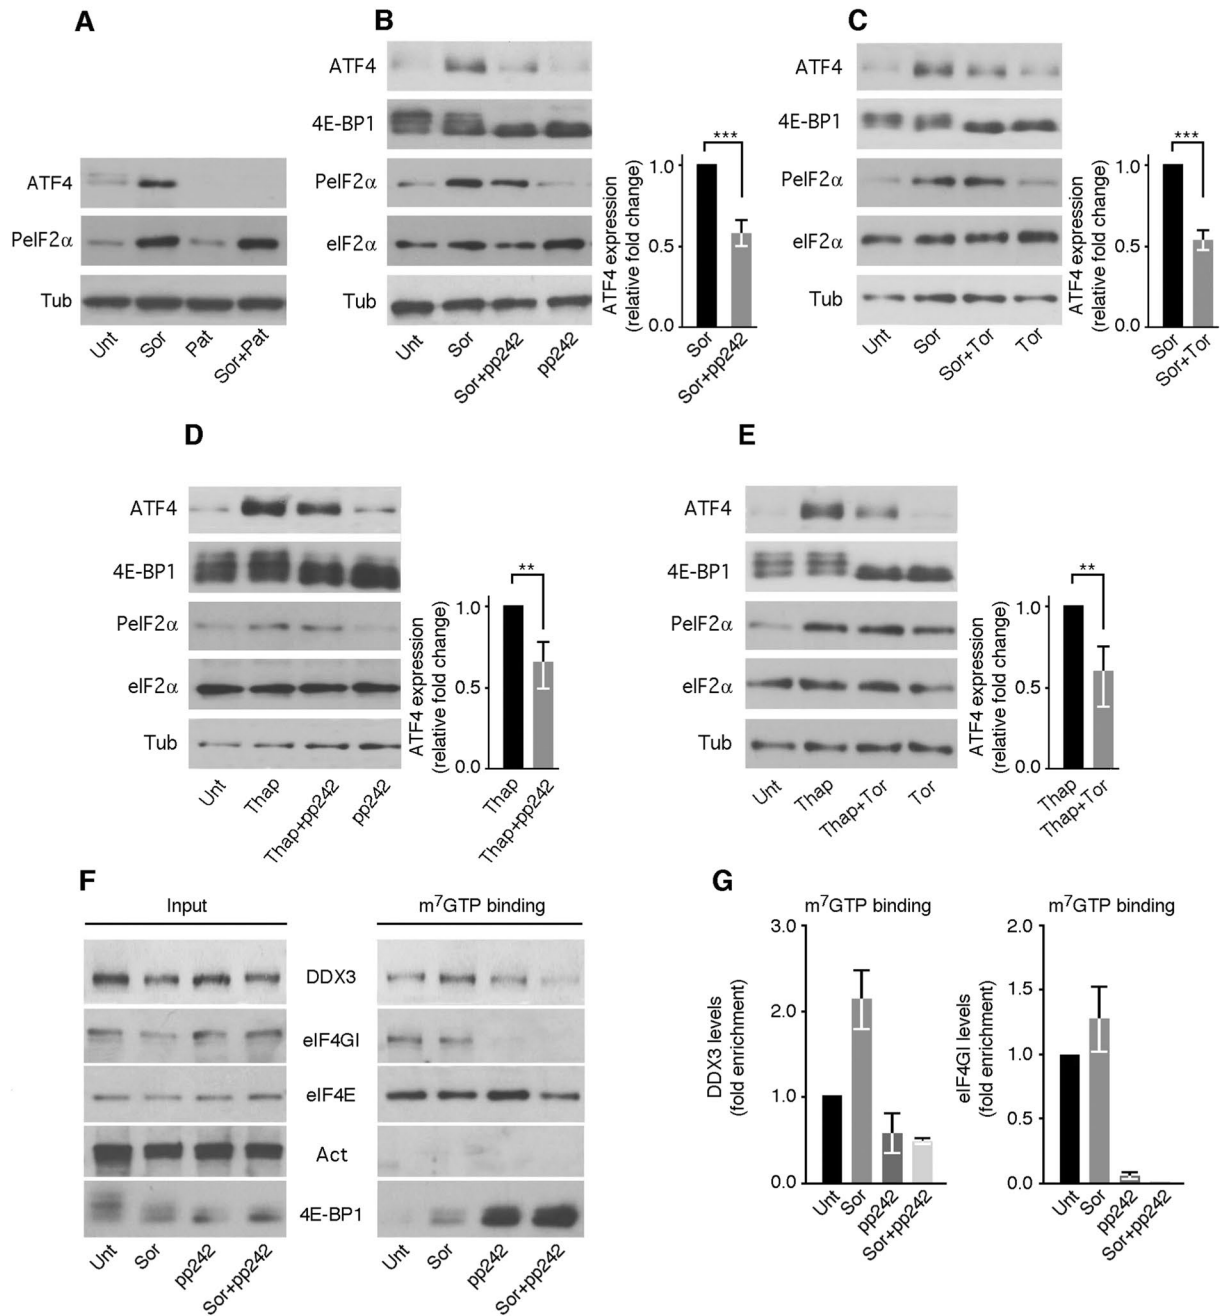 A
ATF4
PeIF2α
Tub
Unt
Sor
Pat
Sor+Pat
B
ATF4
4E-BP1
PeIF2α
eIF2α
Tub
Unt
Sor
Sor+pp242
pp242
ATF4 expression
(relative fold change)
1.0
0.5
0.0
***
Sor
Sor+pp242
C
ATF4
4E-BP1
PeIF2α
eIF2α
Tub
Unt
Sor
Sor+Tor
Tor
ATF4 expression
(relative fold change)
1.0
0.5
0.0
***
Sor
Sor+Tor
D
ATF4
4E-BP1
PeIF2α
eIF2α
Tub
Unt
Thap
Thap+pp242
pp242
ATF4 expression
(relative fold change)
1.0
0.5
0.0
**
Thap
Thap+pp242
E
ATF4
4E-BP1
PeIF2α
eIF2α
Tub
Unt
Thap
Thap+Tor
Tor
ATF4 expression
(relative fold change)
1.0
0.5
0.0
**
Thap
Thap+Tor
F
Input
m⁷GTP binding
DDX3
eIF4GI
eIF4E
Act
4E-BP1
Unt
Sor
pp242
Sor+pp242
Unt
Sor
pp242
Sor+pp242
G
m⁷GTP binding
DDX3 levels
(fold enrichment)
3.0
2.0
1.0
0.0
Unt
Sor
pp242
Sor+pp242
m⁷GTP binding
eIF4GI levels
(fold enrichment)
2.0
1.5
1.0
0.5
0.0
Unt
Sor
pp242
Sor+pp242